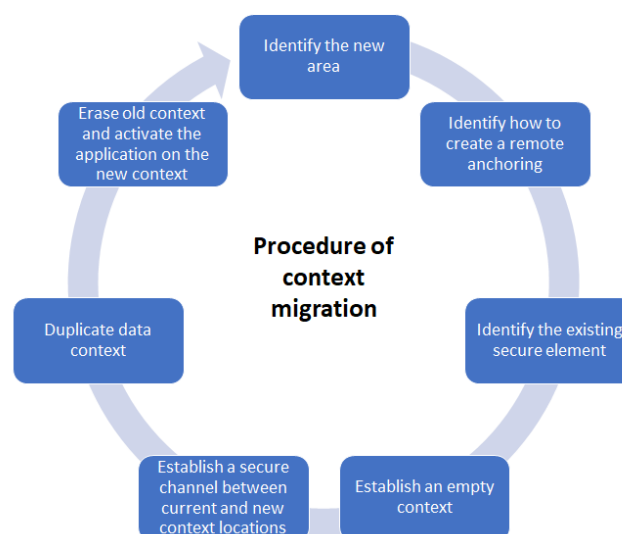 Identify the new
area
Identify how to
create a remote
anchoring
Identify the existing
secure element
Establish an empty
context
Establish a secure
channel between
current and new
context locations
Duplicate data
context
Erase old context
and activate the
application on the
new context
Procedure of
context
migration